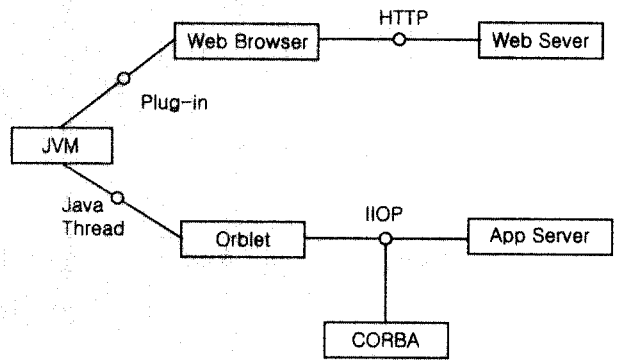 HTTP
Web Browser
Web Sever
Plug-in
JVM
Java
Thread
IIOP
Orblet
App Server
CORBA